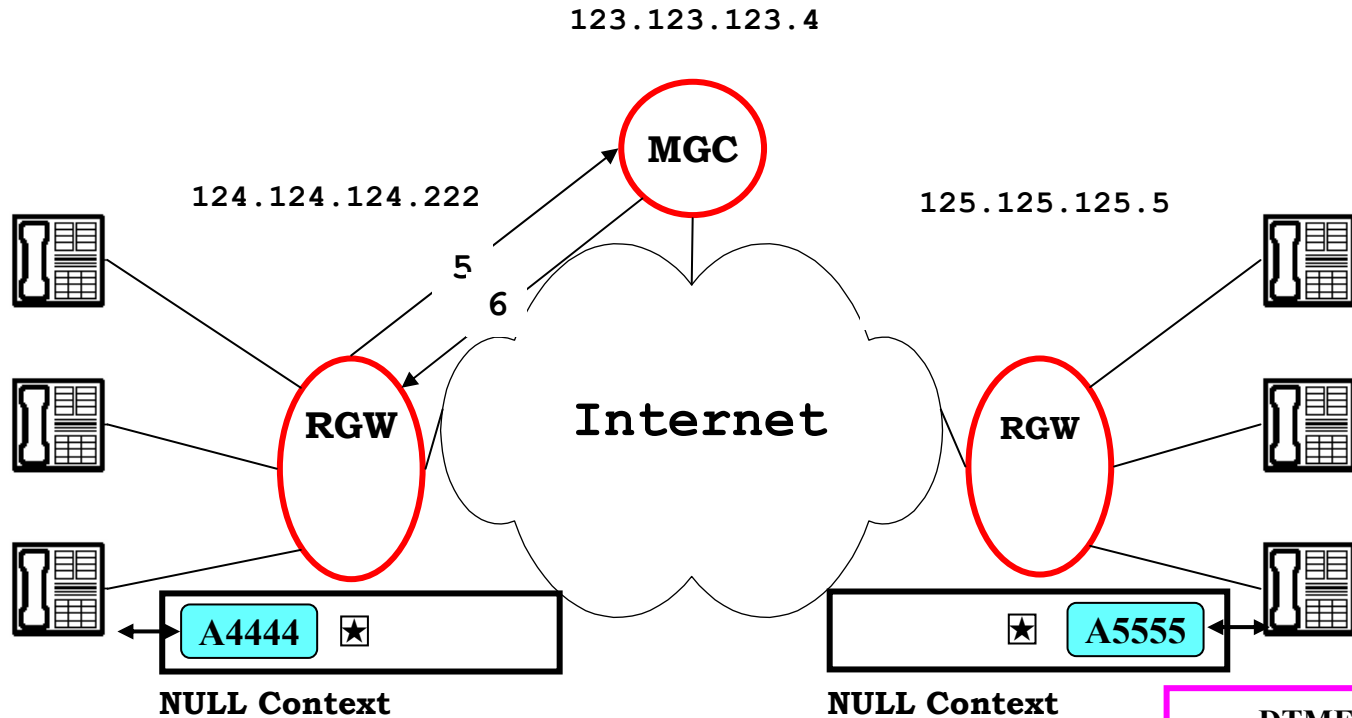 123.123.123.4
MGC
124.124.124.222
125.125.125.5
5
6
RGW
Internet
RGW
A4444
A5555
NULL Context
NULL Context